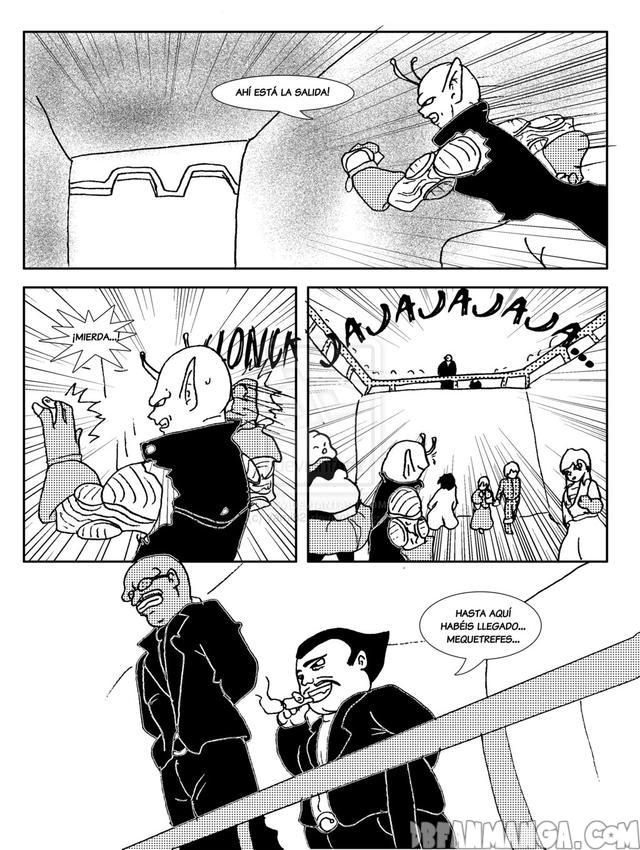 AHÍ ESTÁ LA SALIDA!
¡MIERDA...
JAJAJAJAJA...
HASTA AQUÍ
HABÉIS LLEGADO...
MEQUETREFES...
DBFANMANGA.COM